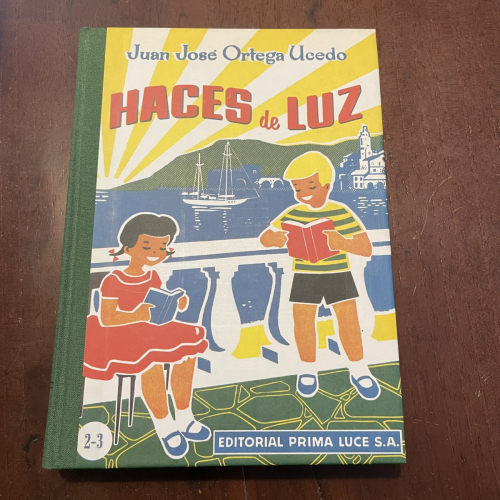 Juan José Ortega Ucedo
HACES de LUZ
2-3
EDITORIAL PRIMA LUCE S.A.